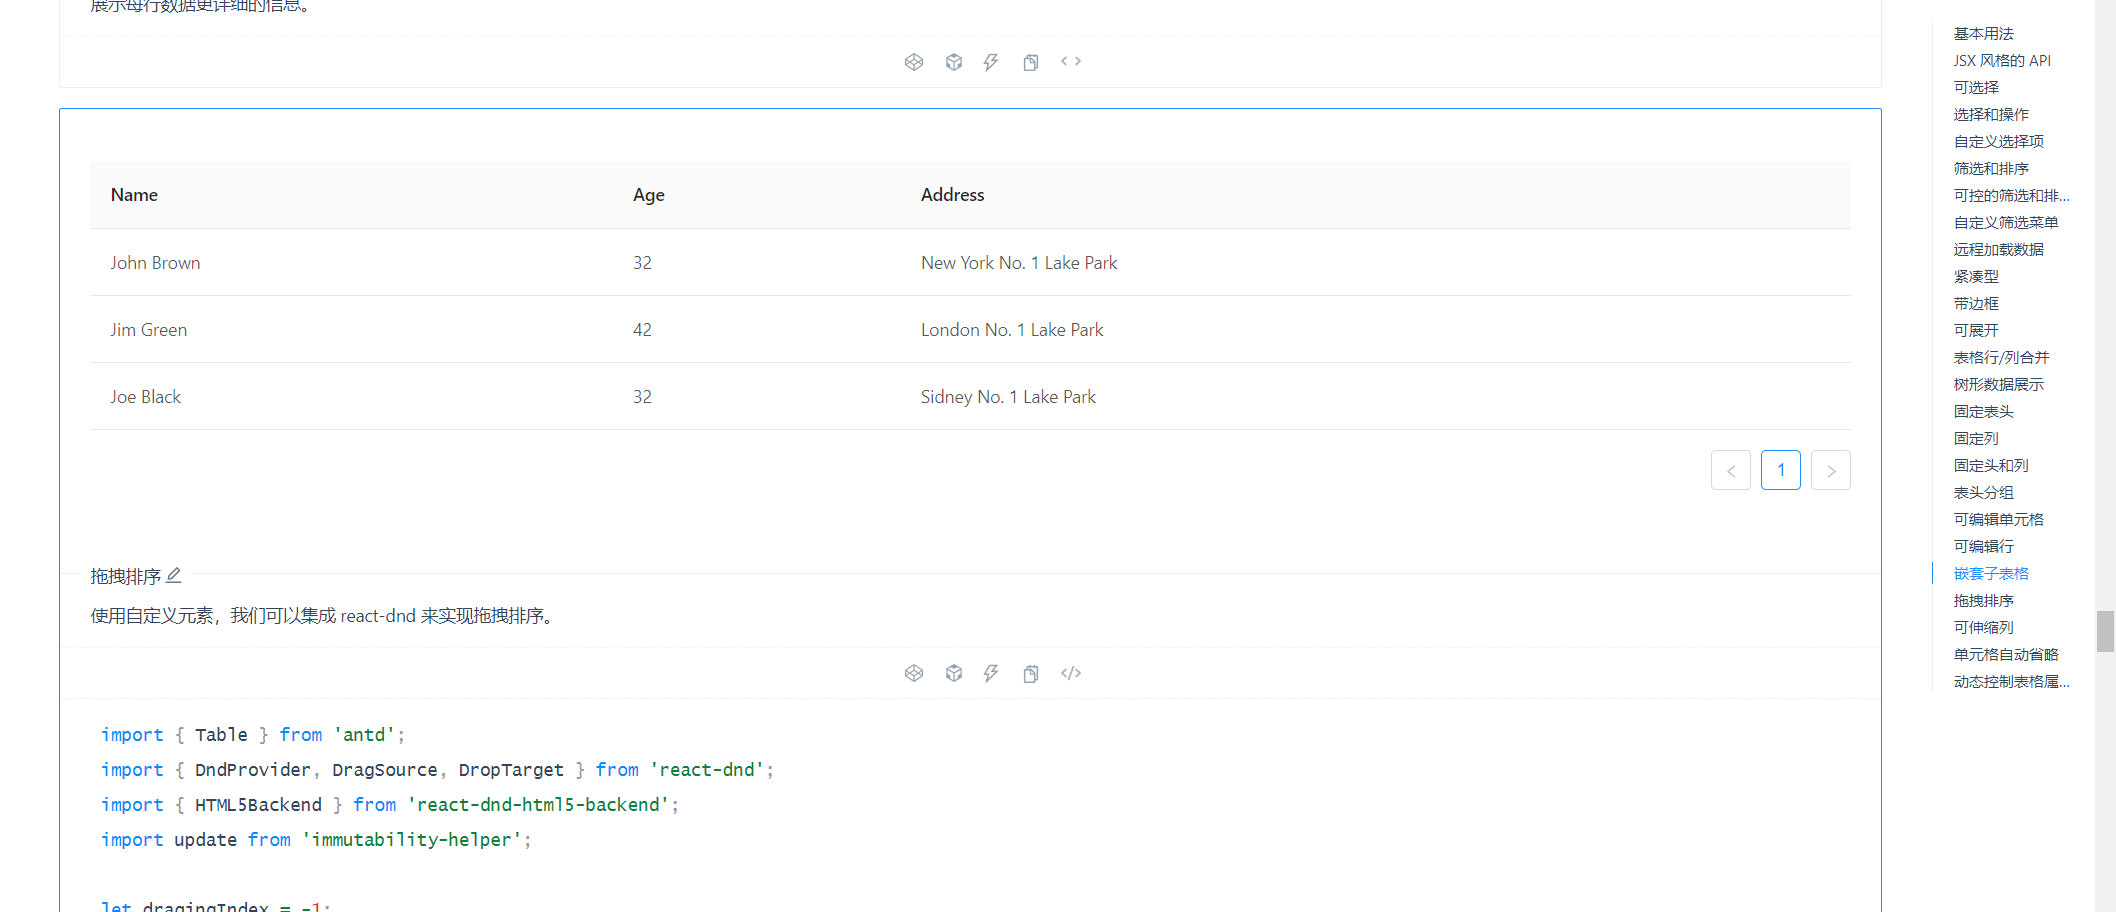 展示每行数据更详细的信息。
Name Age Address
John Brown 32 New York No. 1 Lake Park
Jim Green 42 London No. 1 Lake Park
Joe Black 32 Sidney No. 1 Lake Park
< 1 >
拖拽排序
使用自定义元素，我们可以集成 react-dnd 来实现拖拽排序。
import { Table } from 'antd';
import { DndProvider, DragSource, DropTarget } from 'react-dnd';
import { HTML5Backend } from 'react-dnd-html5-backend';
import update from 'immutability-helper';
let dragingIndex = -1;
基本用法
JSX 风格的 API
可选择
选择和操作
自定义选择项
筛选和排序
可控的筛选和排...
自定义筛选菜单
远程加载数据
紧凑型
带边框
可展开
表格行/列合并
树形数据展示
固定表头
固定列
固定头和列
表头分组
可编辑单元格
可编辑行
嵌套子表格
拖拽排序
可伸缩列
单元格自动省略
动态控制表格属...